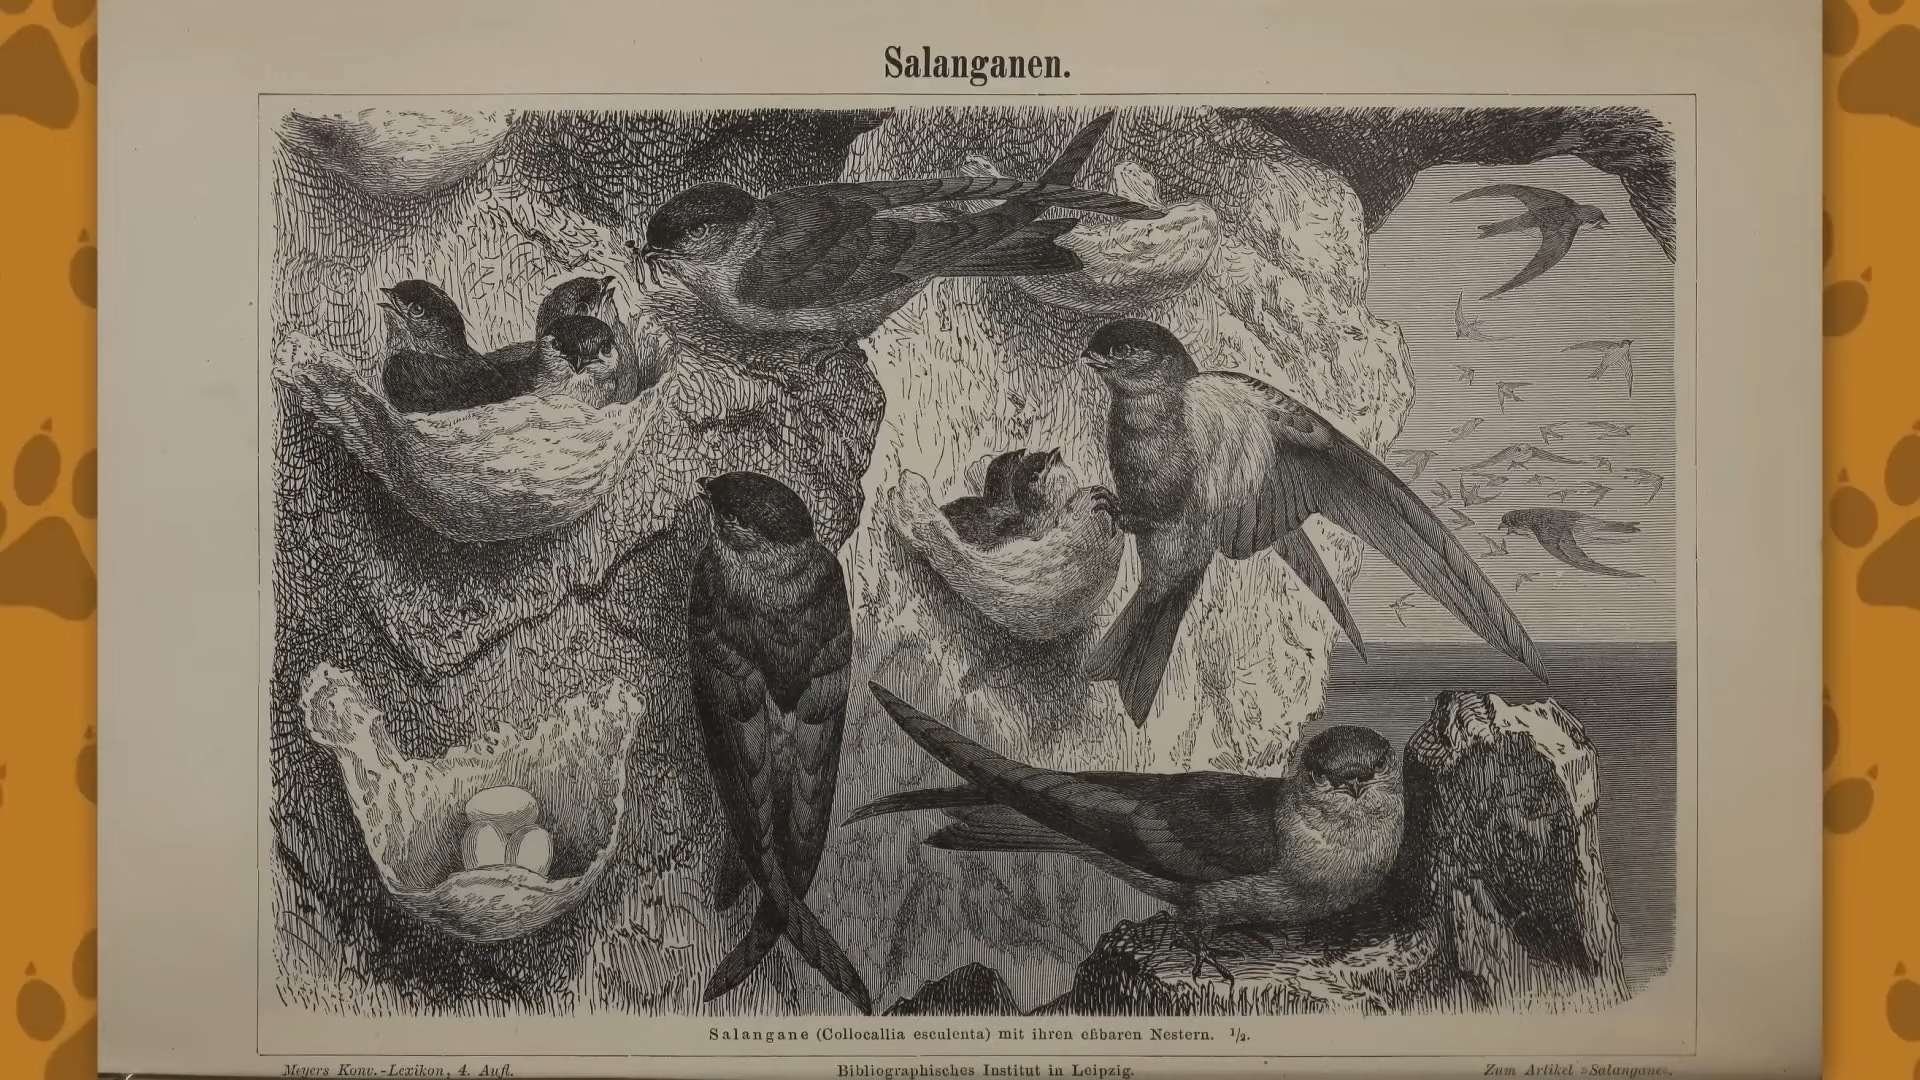 Salanganen.
Salangane (Collocallia esculenta) mit ihren eßbaren Nestern. 1/2.
Meyers Konv.-Lexikon, 4. Aufl.
Bibliographisches Institut in Leipzig.
Zum Artikel »Salangane«.